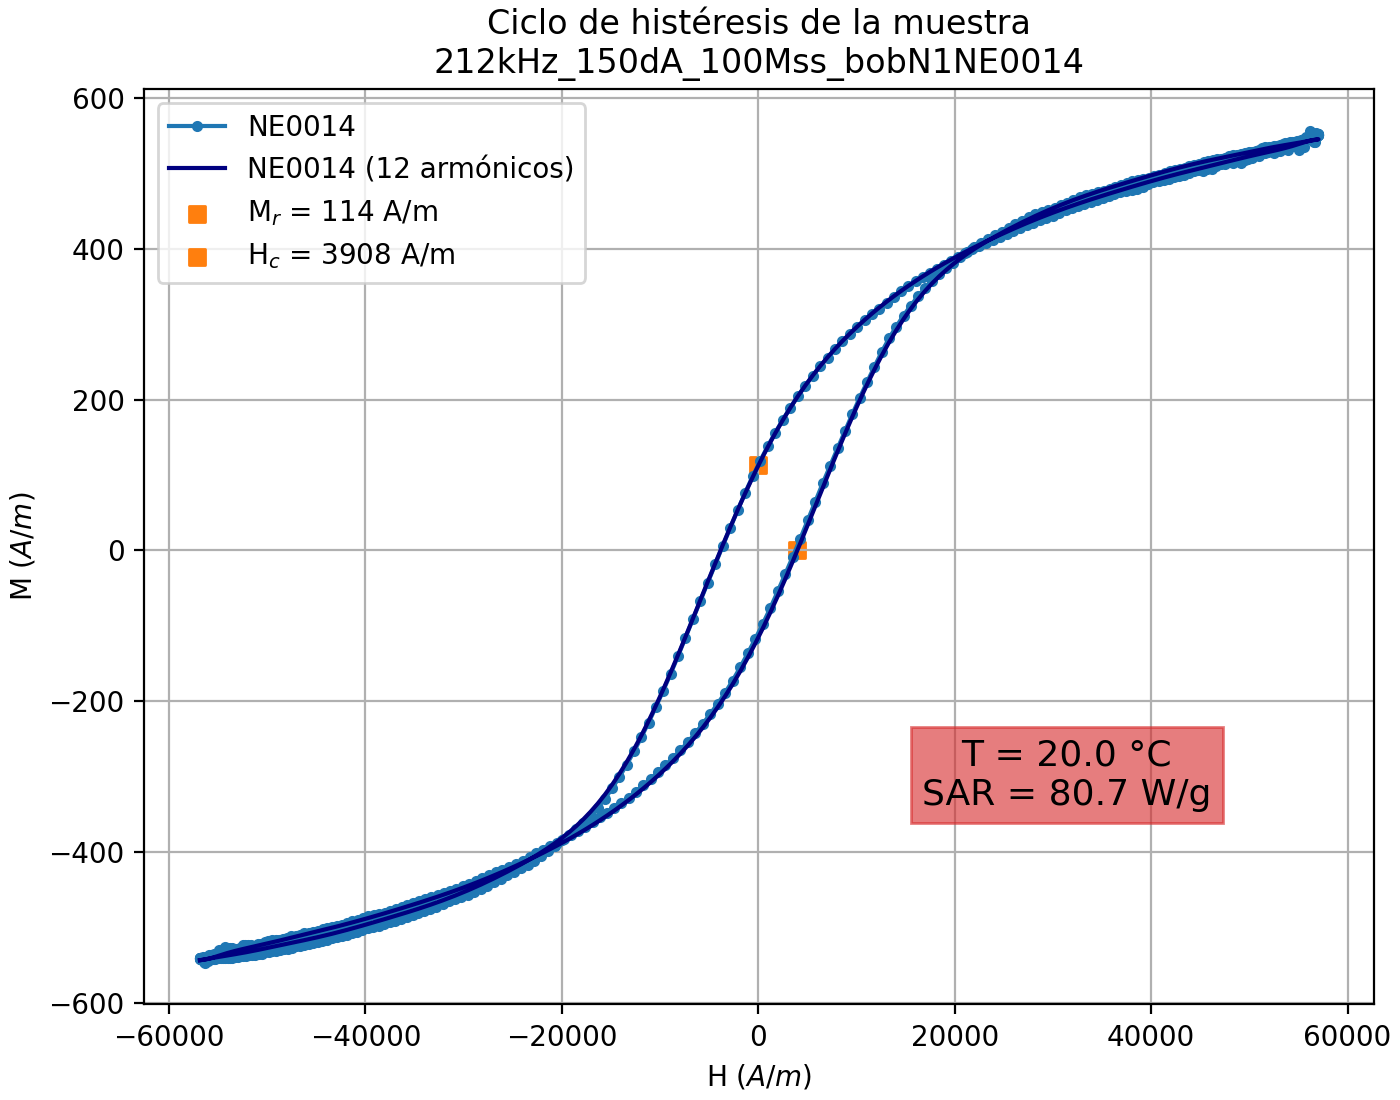 Ciclo de histéresis de la muestra
212kHz_150dA_100Mss_bobN1NE0014
NE0014
NE0014 (12 armónicos)
Mr = 114 A/m
Hc = 3908 A/m
600
400
200
0
−200
−400
−600
M (A/m)
T = 20.0 °C
SAR = 80.7 W/g
−60000 −40000 −20000 0 20000 40000 60000
H (A/m)